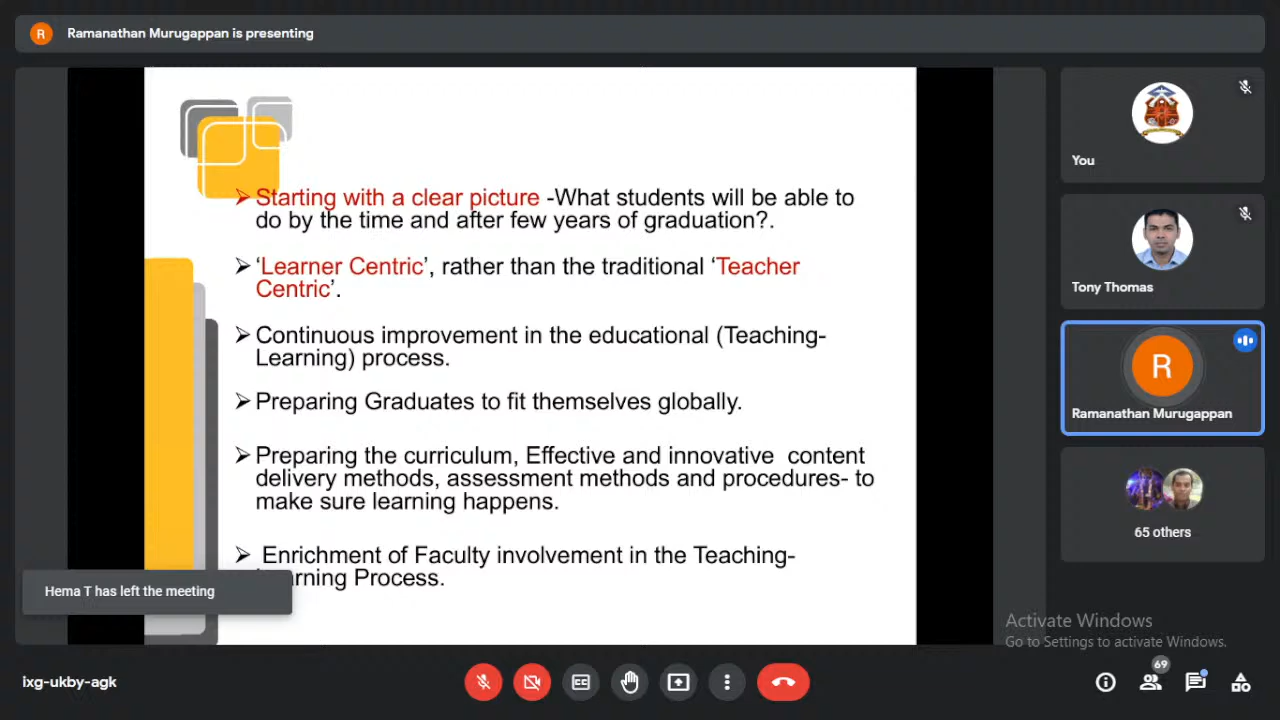 R Ramanathan Murugappan is presenting
➢ Starting with a clear picture -What students will be able to
do by the time and after few years of graduation?.
➢ ‘Learner Centric’, rather than the traditional ‘Teacher
Centric’.
➢ Continuous improvement in the educational (Teaching-
Learning) process.
➢ Preparing Graduates to fit themselves globally.
➢ Preparing the curriculum, Effective and innovative content
delivery methods, assessment methods and procedures- to
make sure learning happens.
➢ Enrichment of Faculty involvement in the Teaching-
arning Process.
Hema T has left the meeting
You
Tony Thomas
R
Ramanathan Murugappan
65 others
Activate Windows
Go to Settings to activate Windows.
ixg-ukby-agk
CC
69